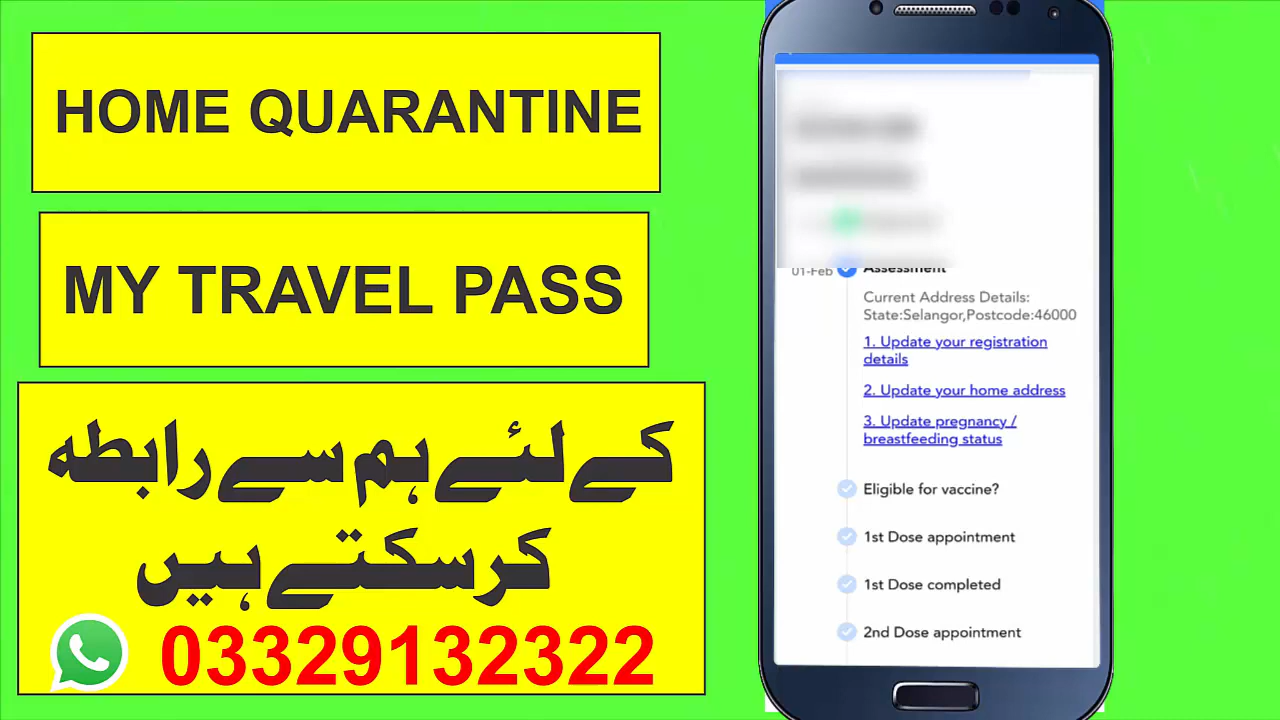 HOME QUARANTINE
MY TRAVEL PASS
کے لئے ہم سے رابطہ
کر سکتے ہیں
03329132322
01-Feb Assessment
Current Address Details:
State:Selangor,Postcode:46000
1. Update your registration
details
2. Update your home address
3. Update pregnancy /
breastfeeding status
Eligible for vaccine?
1st Dose appointment
1st Dose completed
2nd Dose appointment